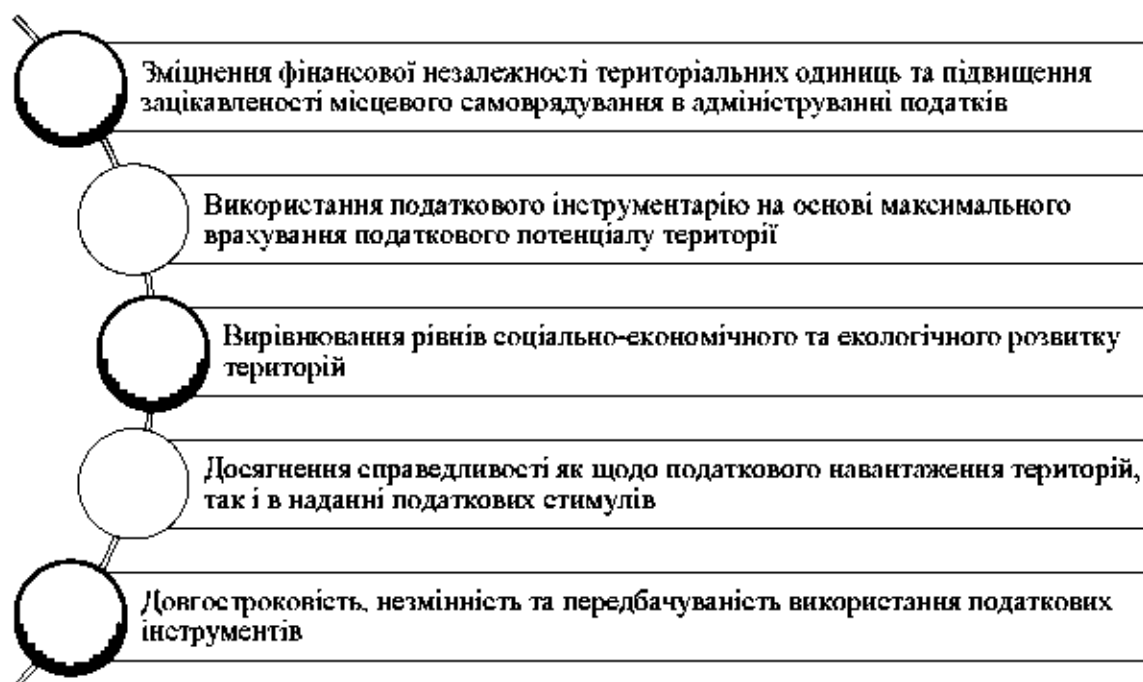 Зміцнення фінансової незалежності територіальних одиниць та підвищення
зацікавленості місцевого самоврядування в адмініструванні податків
Використання податкового інструментарію на основі максимального
врахування податкового потенціалу території
Вирівнювання рівнів соціально-економічного та екологічного розвитку
територій
Досягнення справедливості як щодо податкового навантаження територій,
так і в наданні податкових стимулів
Довгостроковість, незмінність та передбачуваність використання податкових
інструментів